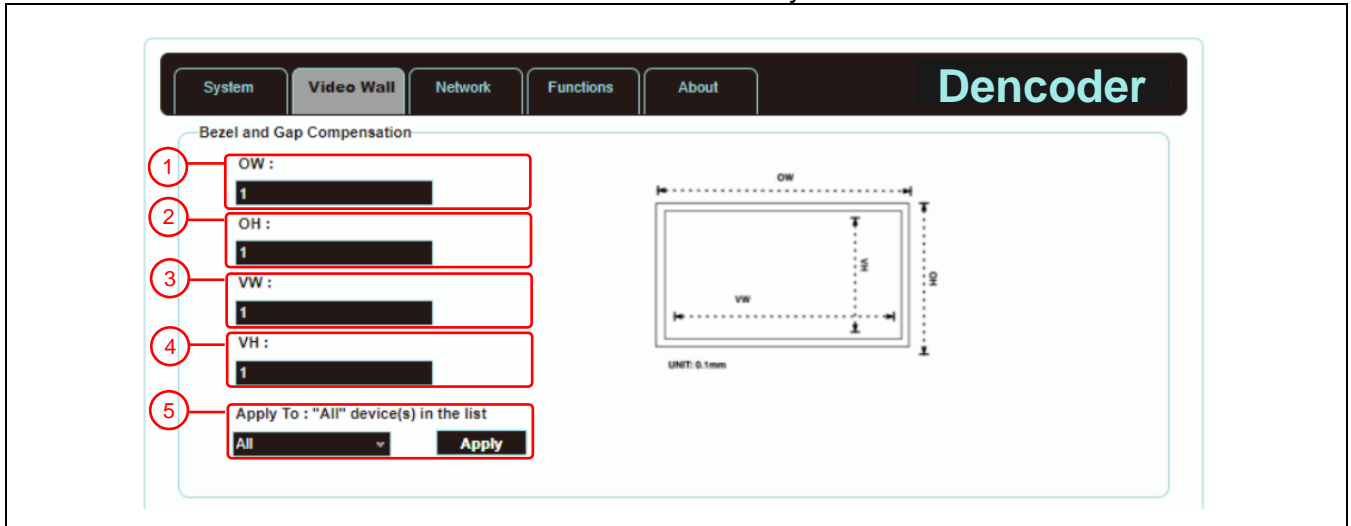 System Video Wall Network Functions About Dencoder
Bezel and Gap Compensation
1 OW :
1
2 OH :
1
3 VW :
1
4 VH :
1
5 Apply To : "All" device(s) in the list
All Apply
OW
VH
OH
VW
UNIT: 0.1mm